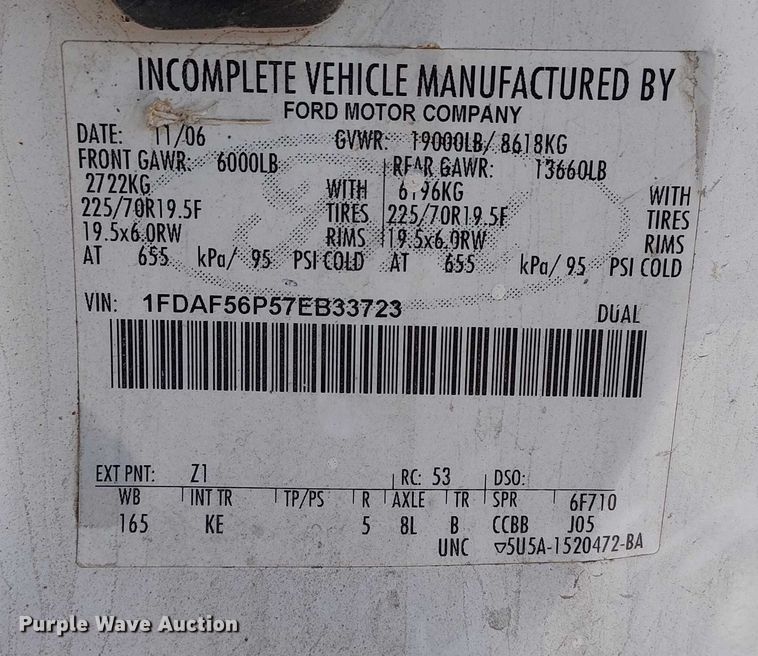 INCOMPLETE VEHICLE MANUFACTURED BY
FORD MOTOR COMPANY
DATE: 11/06 GVWR: 19000LB/ 8618KG
FRONT GAWR: 6000LB REAR GAWR: 13660LB
2722KG WITH 6196KG WITH
225/70R19.5F TIRES 225/70R19.5F TIRES
19.5x6.0RW RIMS 19.5x6.0RW RIMS
AT 655 kPa/ 95 PSI COLD AT 655 kPa/ 95 PSI COLD
VIN: 1FDAF56P57EB33723 DUAL
EXT PNT: Z1 RC: 53 DSO:
WB INT TR TP/PS R AXLE TR SPR 6F710
165 KE 5 8L B CCBB J05
UNC 5U5A-1520472-BA
Purple Wave Auction